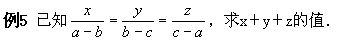 例5 已知 x/(a-b) = y/(b-c) = z/(c-a)，求x+y+z的值．